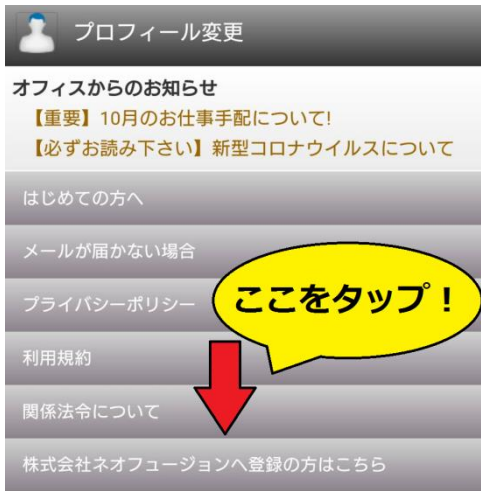 プロフィール変更
オフィスからのお知らせ
【重要】10月のお仕事手配について!
【必ずお読み下さい】新型コロナウイルスについて
はじめての方へ
メールが届かない場合
プライバシーポリシー
ここをタップ！
利用規約
関係法令について
株式会社ネオフュージョンへ登録の方はこちら